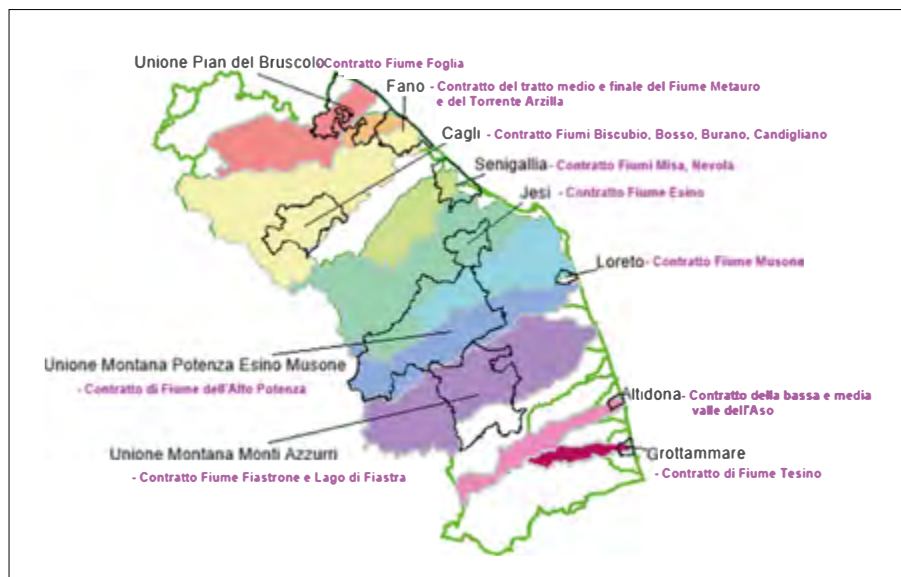 Unione Pian del Bruscolo - Contratto Fiume Foglia
Fano - Contratto del tratto medio e finale del Fiume Metauro
e del Torrente Arzilla
Cagli - Contratto Fiumi Biscubio, Bosso, Burano, Candigliano
Senigallia - Contratto Fiumi Misa, Nevola
Jesi - Contratto Fiume Esino
Loreto - Contratto Fiume Musone
Unione Montana Potenza Esino Musone
- Contratto di Fiume dell'Alto Potenza
Altidona - Contratto della bassa e media
valle dell'Aso
Unione Montana Monti Azzurri
- Contratto Fiume Fiastrone e Lago di Fiastra
Grottammare
- Contratto di Fiume Tesino